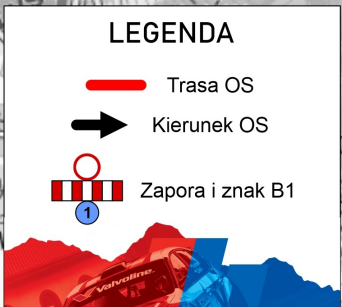 LEGENDA
Trasa OS
Kierunek OS
Zapora i znak B1
1
Valvoline